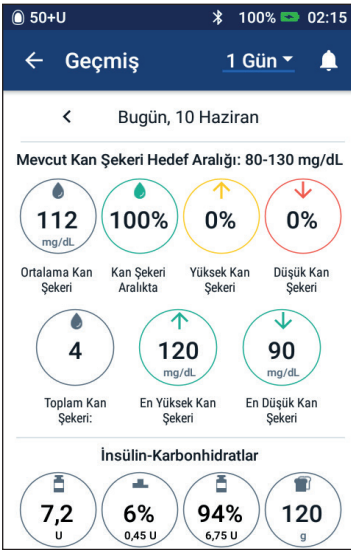 50+U 100% 02:15
Geçmiş 1 Gün
Bugün, 10 Haziran
Mevcut Kan Şekeri Hedef Aralığı: 80-130 mg/dL
112 100% 0% 0%
mg/dL
Ortalama Kan Kan Şekeri Yüksek Kan Düşük Kan
Şekeri Aralıkta Şekeri Şekeri
4 120 90
mg/dL mg/dL
Toplam Kan En Yüksek Kan En Düşük Kan
Şekeri: Şekeri Şekeri
İnsülin-Karbonhidratlar
7,2 6% 94% 120
U 0,45 U 6,75 U g